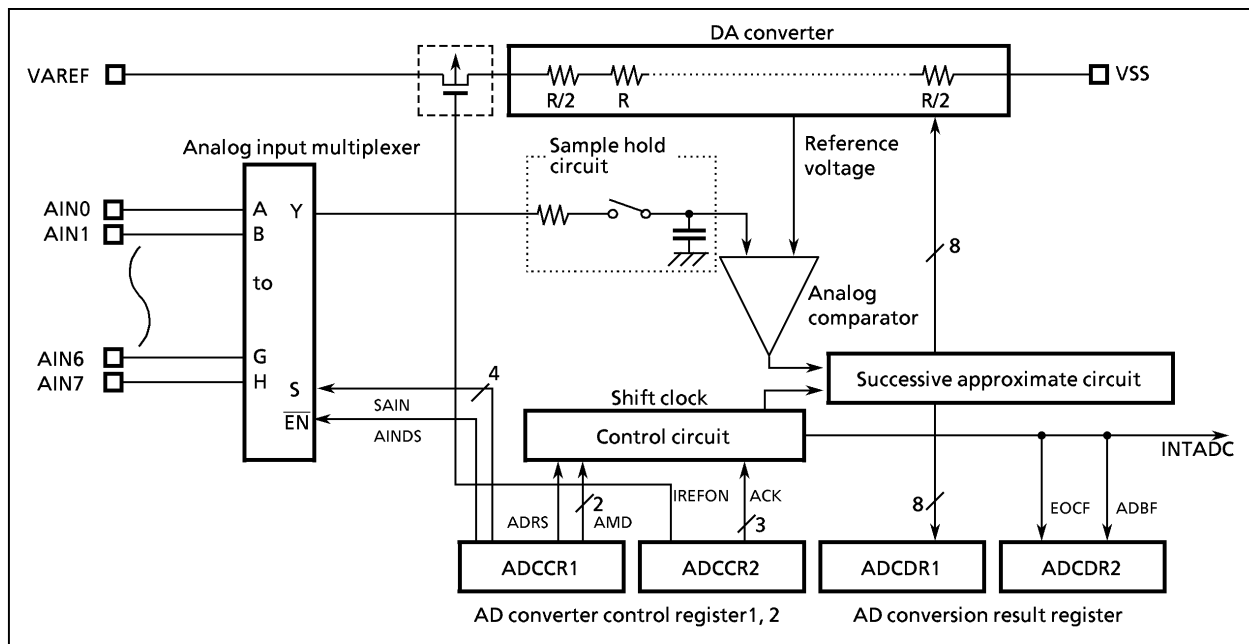 DA converter
VAREF
R/2
R
R/2
VSS
Analog input multiplexer
Sample hold
circuit
Reference
voltage
AIN0
A
Y
AIN1
B
to
8
Analog
comparator
AIN6
G
AIN7
H
S
4
Successive approximate circuit
SAIN
Shift clock
EN
AINDS
Control circuit
INTADC
IREFON
ACK
2
8
EOCF
ADBF
ADRS
AMD
3
ADCCR1
ADCCR2
ADCDR1
ADCDR2
AD converter control register1, 2
AD conversion result register